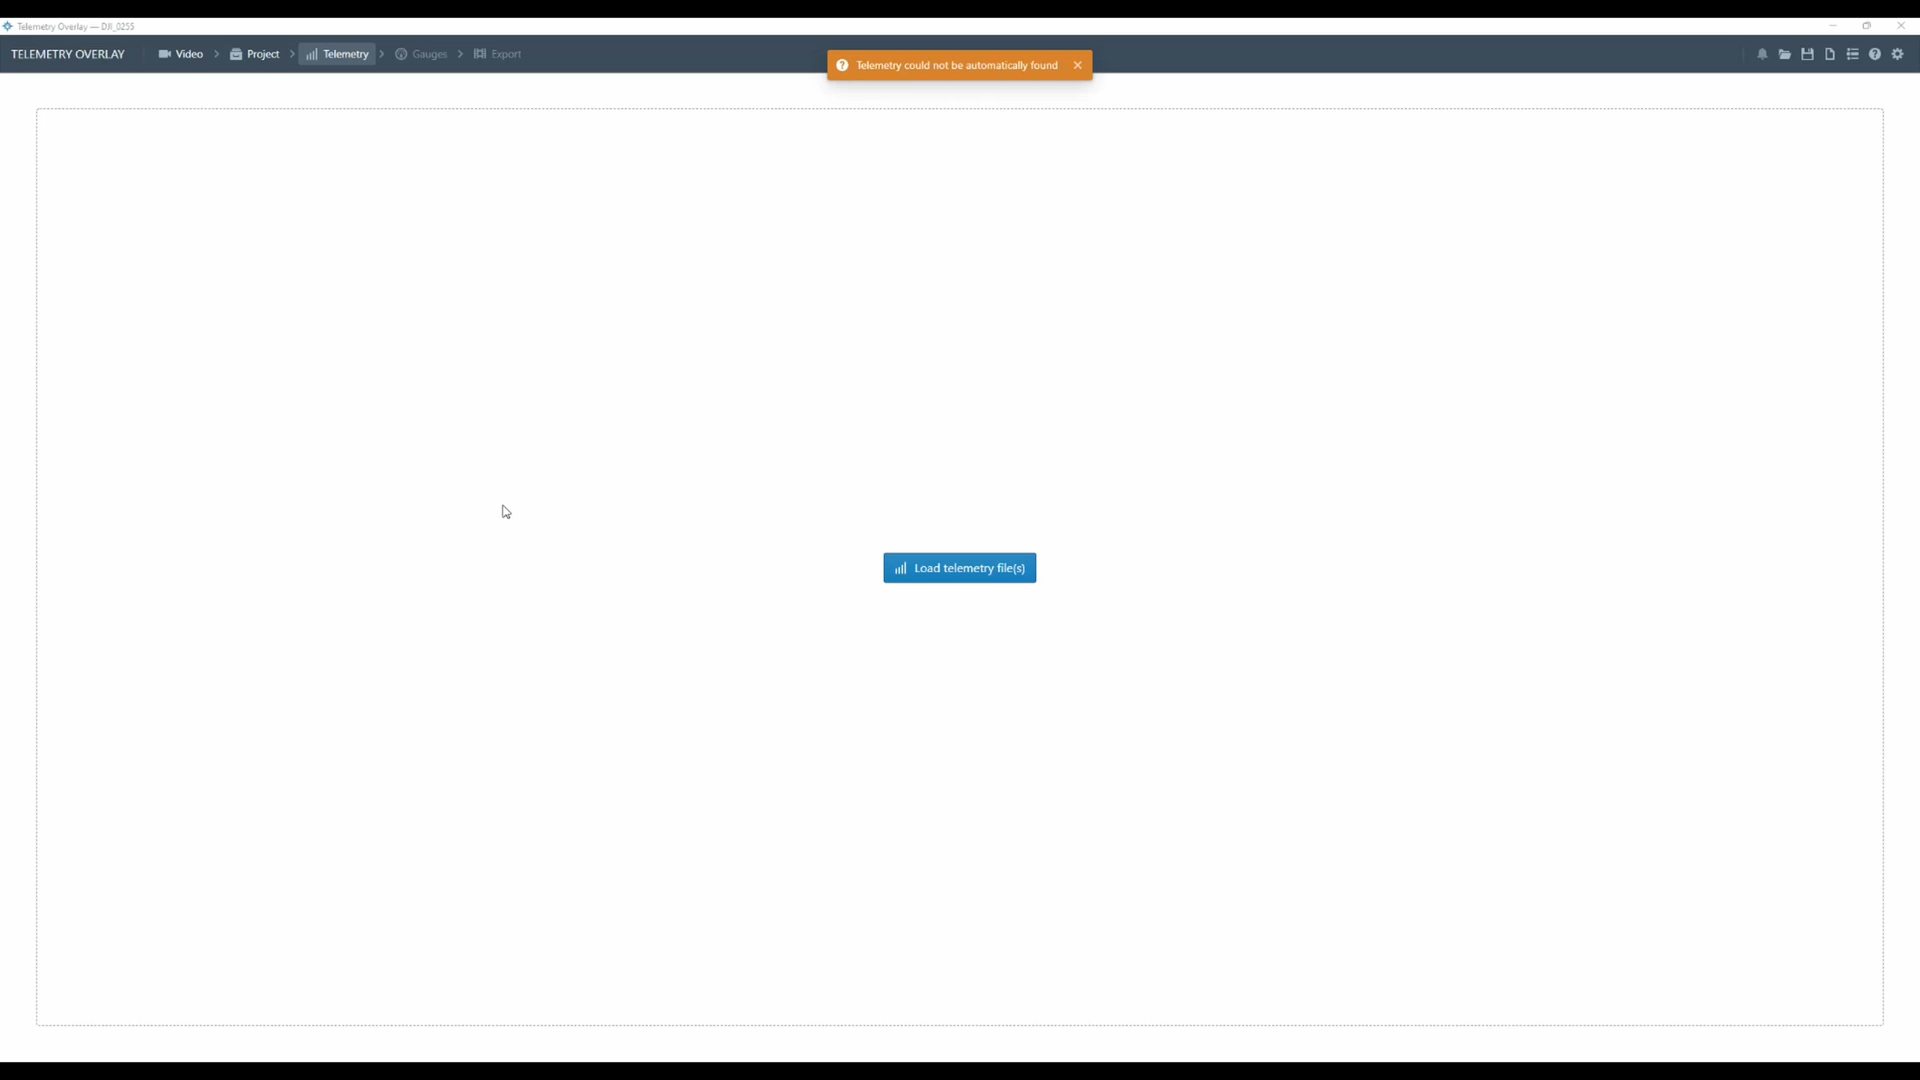 Telemetry Overlay — DJI_0255
TELEMETRY OVERLAY Video Project Telemetry Gauges Export
Telemetry could not be automatically found
Load telemetry file(s)